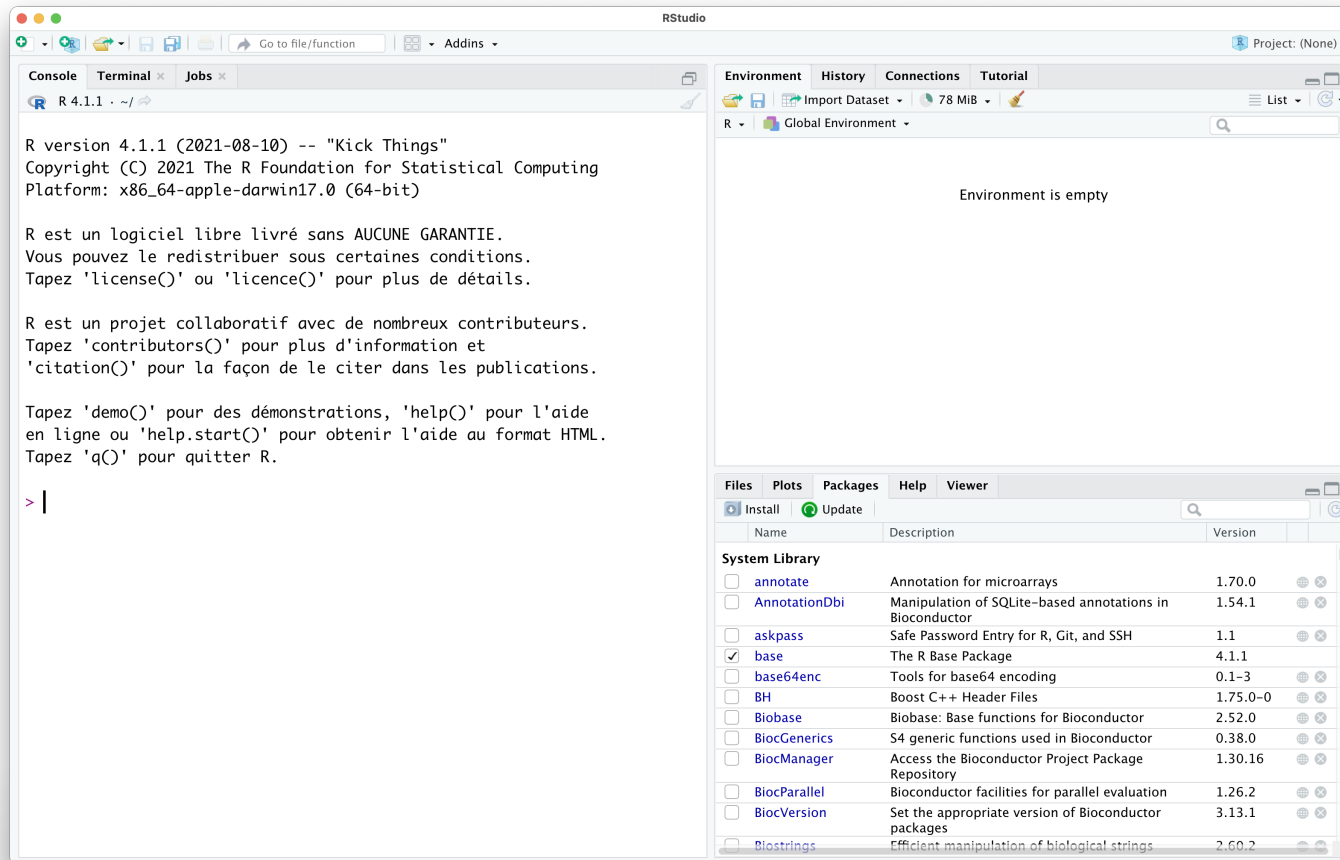 RStudio
Go to file/function Addins Project: (None)
Console Terminal Jobs
R 4.1.1 · ~/
R version 4.1.1 (2021-08-10) -- "Kick Things"
Copyright (C) 2021 The R Foundation for Statistical Computing
Platform: x86_64-apple-darwin17.0 (64-bit)
R est un logiciel libre livré sans AUCUNE GARANTIE.
Vous pouvez le redistribuer sous certaines conditions.
Tapez 'license()' ou 'licence()' pour plus de détails.
R est un projet collaboratif avec de nombreux contributeurs.
Tapez 'contributors()' pour plus d'information et
'citation()' pour la façon de le citer dans les publications.
Tapez 'demo()' pour des démonstrations, 'help()' pour l'aide
en ligne ou 'help.start()' pour obtenir l'aide au format HTML.
Tapez 'q()' pour quitter R.
>
Environment History Connections Tutorial
Import Dataset 78 MiB List
R Global Environment
Environment is empty
Files Plots Packages Help Viewer
Install Update
Name Description Version
System Library
annotate Annotation for microarrays 1.70.0
AnnotationDbi Manipulation of SQLite-based annotations in 1.54.1
Bioconductor
askpass Safe Password Entry for R, Git, and SSH 1.1
base The R Base Package 4.1.1
base64enc Tools for base64 encoding 0.1-3
BH Boost C++ Header Files 1.75.0-0
Biobase Biobase: Base functions for Bioconductor 2.52.0
BiocGenerics S4 generic functions used in Bioconductor 0.38.0
BiocManager Access the Bioconductor Project Package 1.30.16
Repository
BiocParallel Bioconductor facilities for parallel evaluation 1.26.2
BiocVersion Set the appropriate version of Bioconductor 3.13.1
packages
Biostrings Efficient manipulation of biological strings 2.60.2